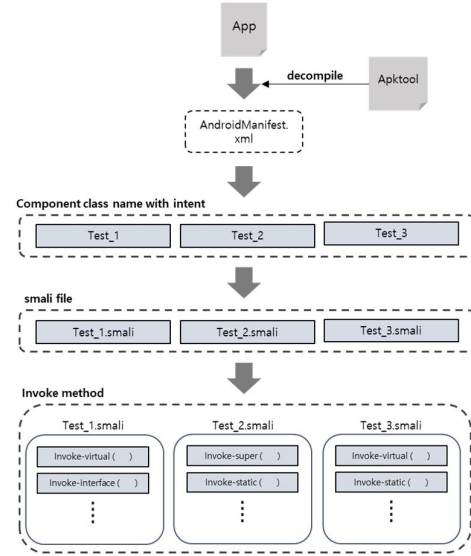 App
decompile
Apktool
AndroidManifest.
xml
Component class name with intent
Test_1
Test_2
Test_3
smali file
Test_1.smali
Test_2.smali
Test_3.smali
Invoke method
Test_1.smali
Invoke-virtual ( )
Invoke-interface ( )
Test_2.smali
Invoke-super ( )
Invoke-static ( )
Test_3.smali
Invoke-virtual ( )
Invoke-static ( )